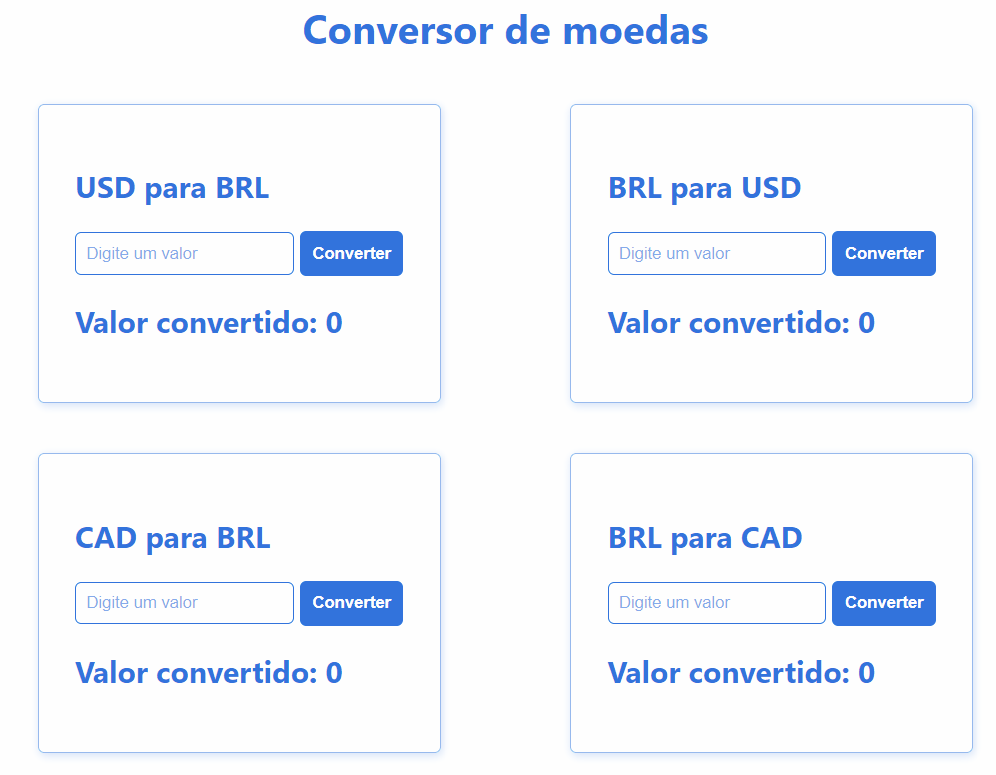 Conversor de moedas
USD para BRL
Digite um valor Converter
Valor convertido: 0
BRL para USD
Digite um valor Converter
Valor convertido: 0
CAD para BRL
Digite um valor Converter
Valor convertido: 0
BRL para CAD
Digite um valor Converter
Valor convertido: 0